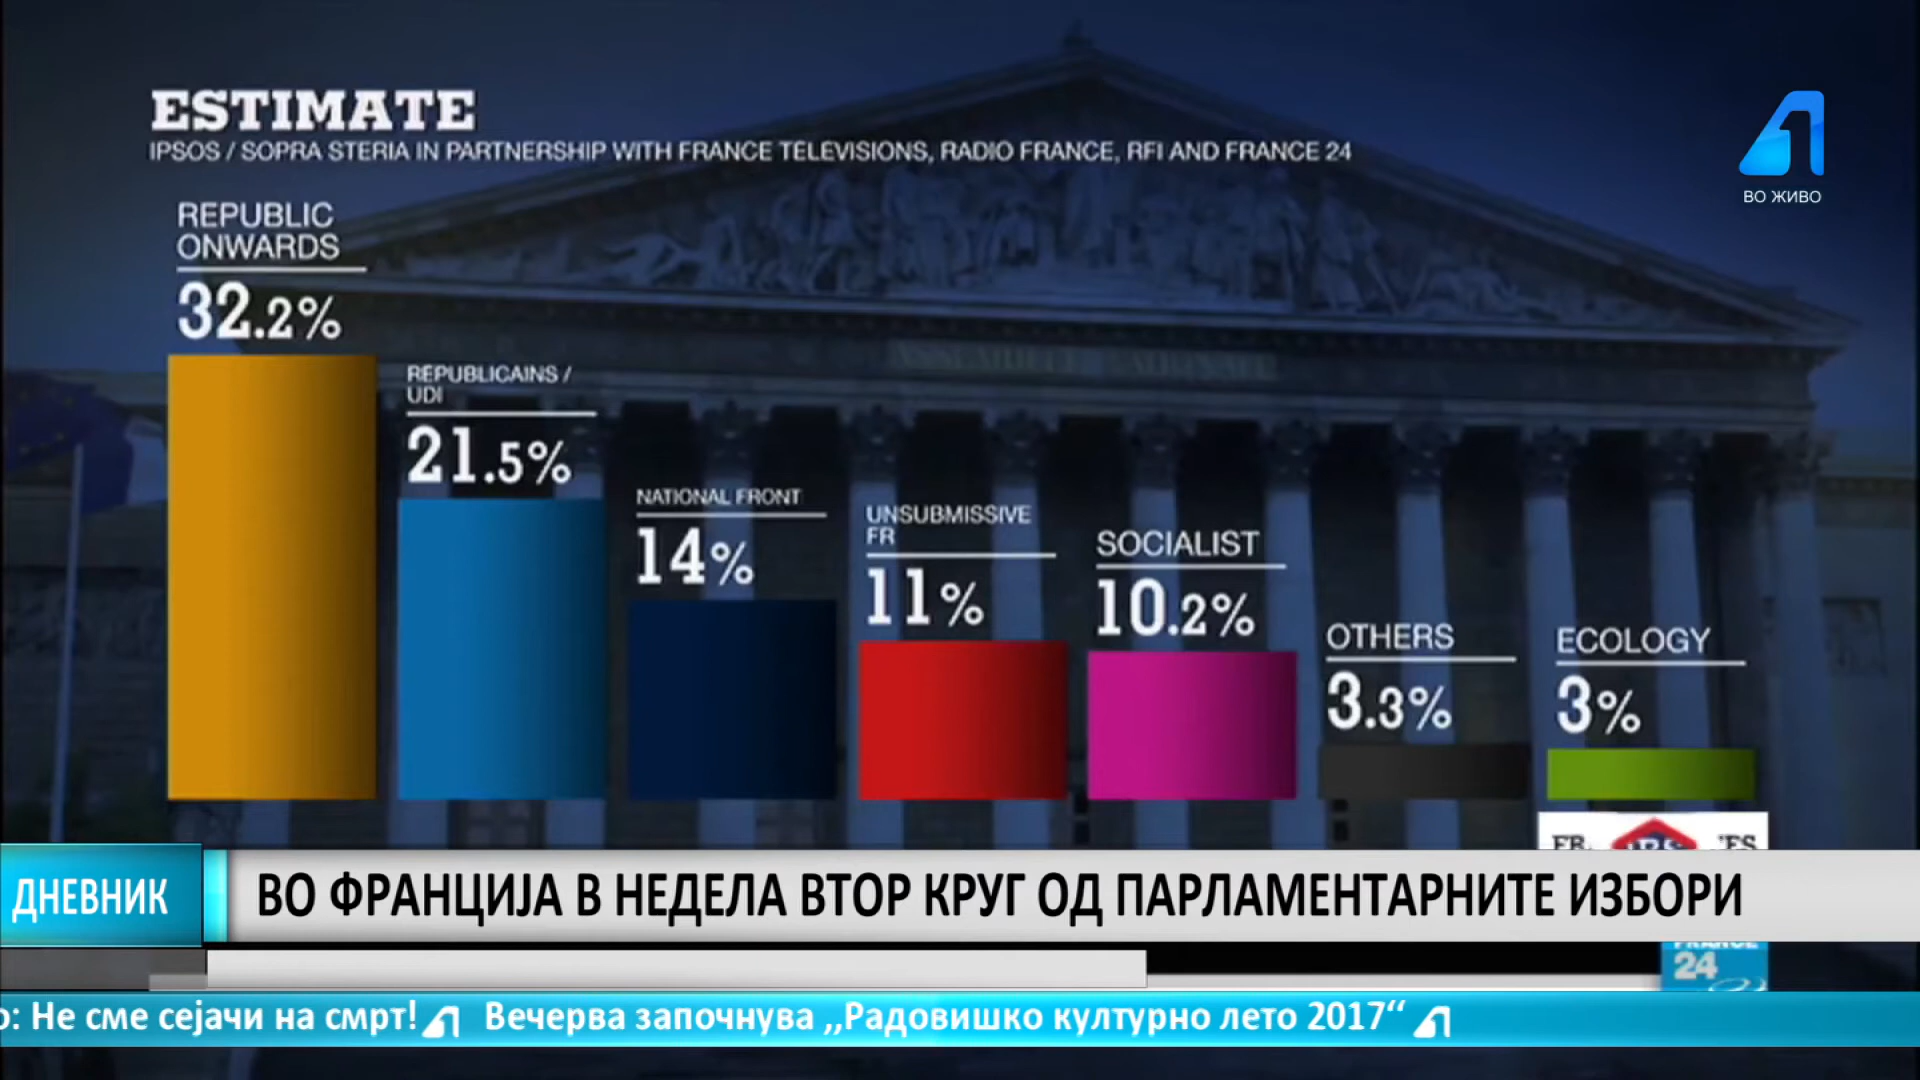 ESTIMATE
IPSOS / SOPRA STERIA IN PARTNERSHIP WITH FRANCE TELEVISIONS, RADIO FRANCE, RFI AND FRANCE 24
ВО ЖИВО
REPUBLIC
ONWARDS
32.2%
REPUBLICAINS /
UDI
21.5%
NATIONAL FRONT
14%
UNSUBMISSIVE
FR
11%
SOCIALIST
10.2%
OTHERS
3.3%
ECOLOGY
3%
ДНЕВНИК
ВО ФРАНЦИЈА В НЕДЕЛА ВТОР КРУГ ОД ПАРЛАМЕНТАРНИТЕ ИЗБОРИ
FRANCE
24
о: Не сме сејачи на смрт! Вечерва започнува „Радовишко културно лето 2017“